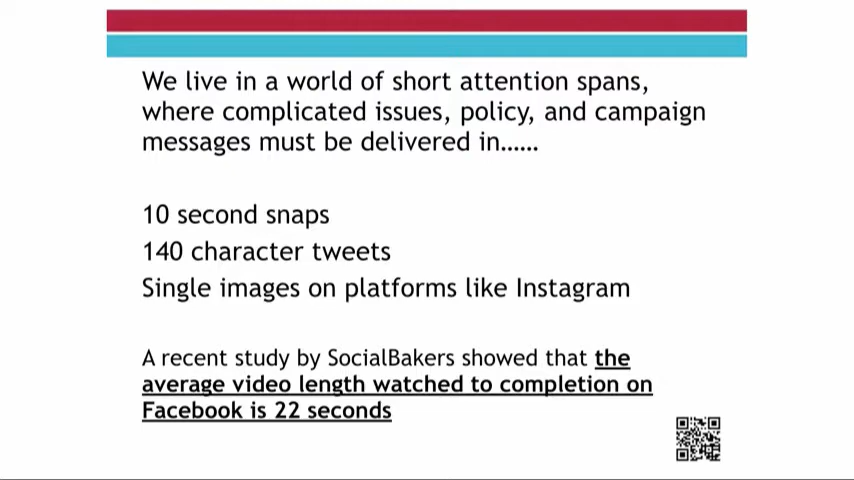 We live in a world of short attention spans,
where complicated issues, policy, and campaign
messages must be delivered in......
10 second snaps
140 character tweets
Single images on platforms like Instagram
A recent study by SocialBakers showed that the
average video length watched to completion on
Facebook is 22 seconds